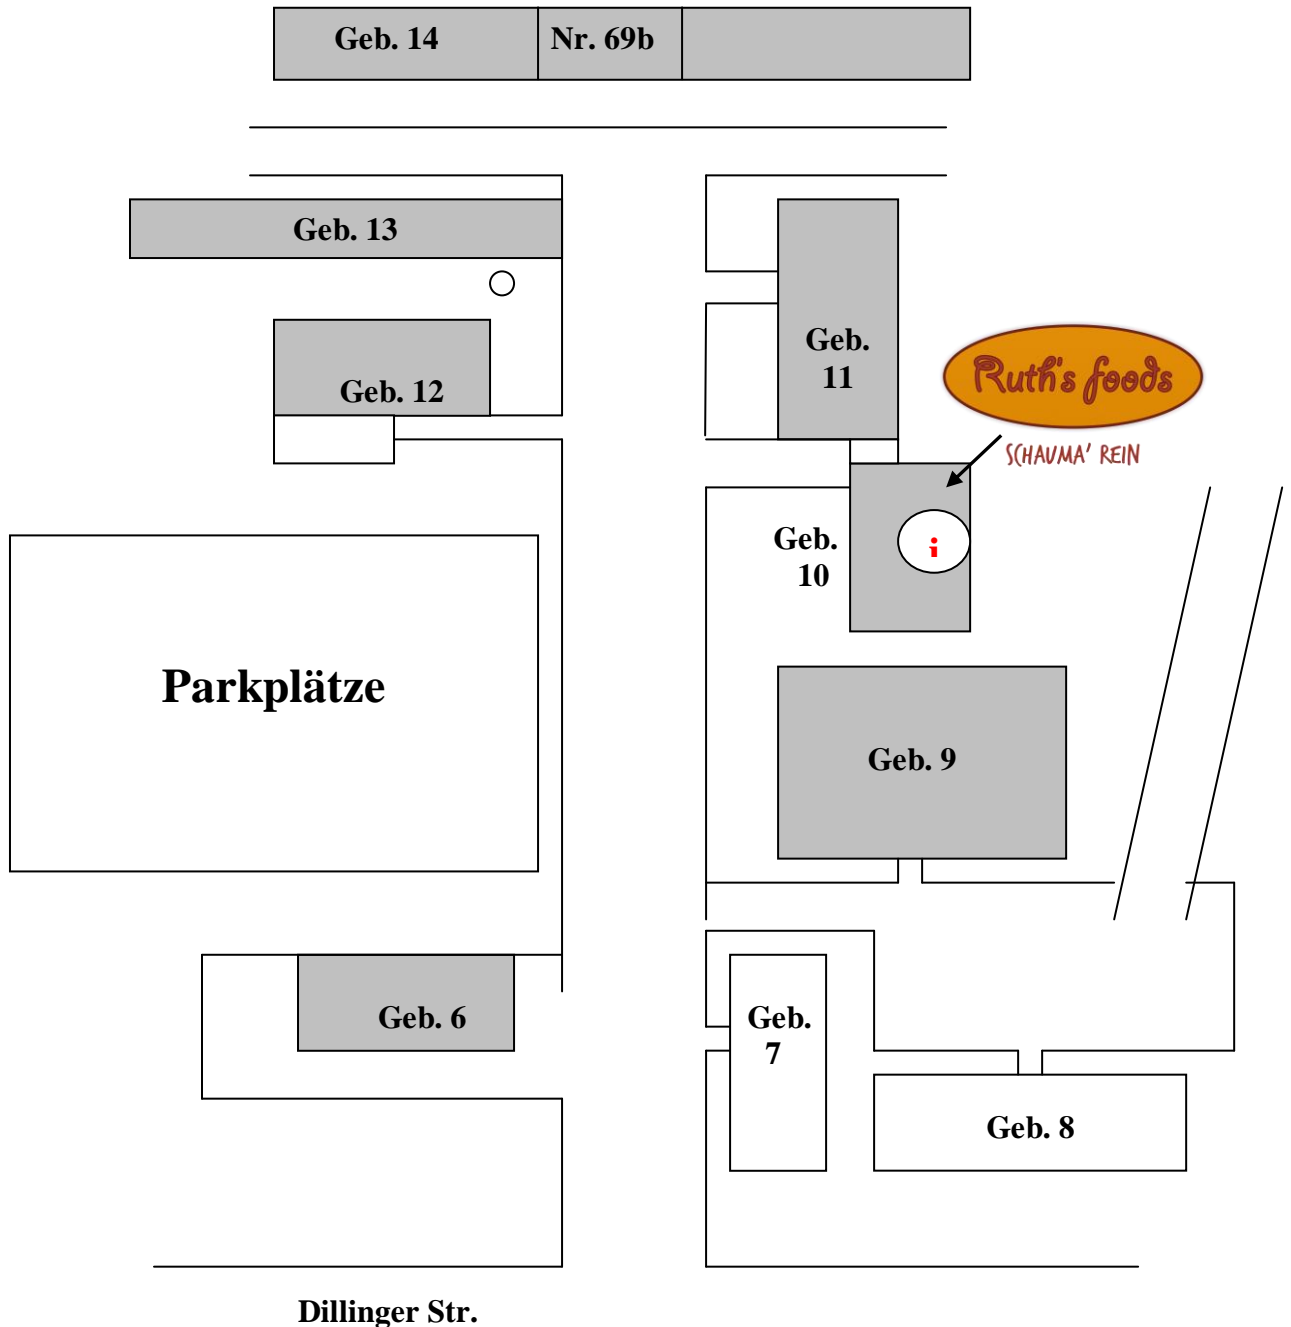 Geb. 14
Nr. 69b
Geb. 13
Geb.
11
Ruth's foods
SCHAUMA' REIN
Geb. 12
Geb.
10
i
Parkplätze
Geb. 9
Geb. 6
Geb.
7
Geb. 8
Dillinger Str.